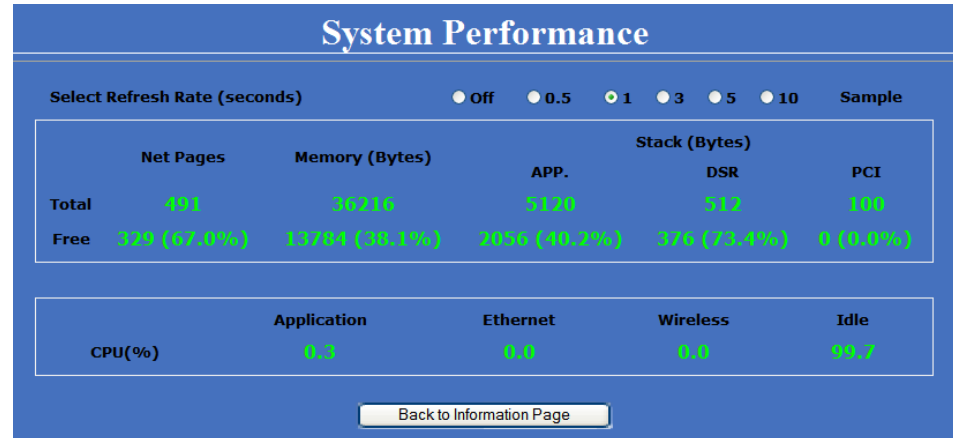 System Performance
Select Refresh Rate (seconds) Off 0.5 1 3 5 10 Sample
Stack (Bytes)
Net Pages Memory (Bytes) APP. DSR PCI
Total 491 36216 5120 512 100
Free 329 (67.0%) 13784 (38.1%) 2056 (40.2%) 376 (73.4%) 0 (0.0%)
Application Ethernet Wireless Idle
CPU(%) 0.3 0.0 0.0 99.7
Back to Information Page